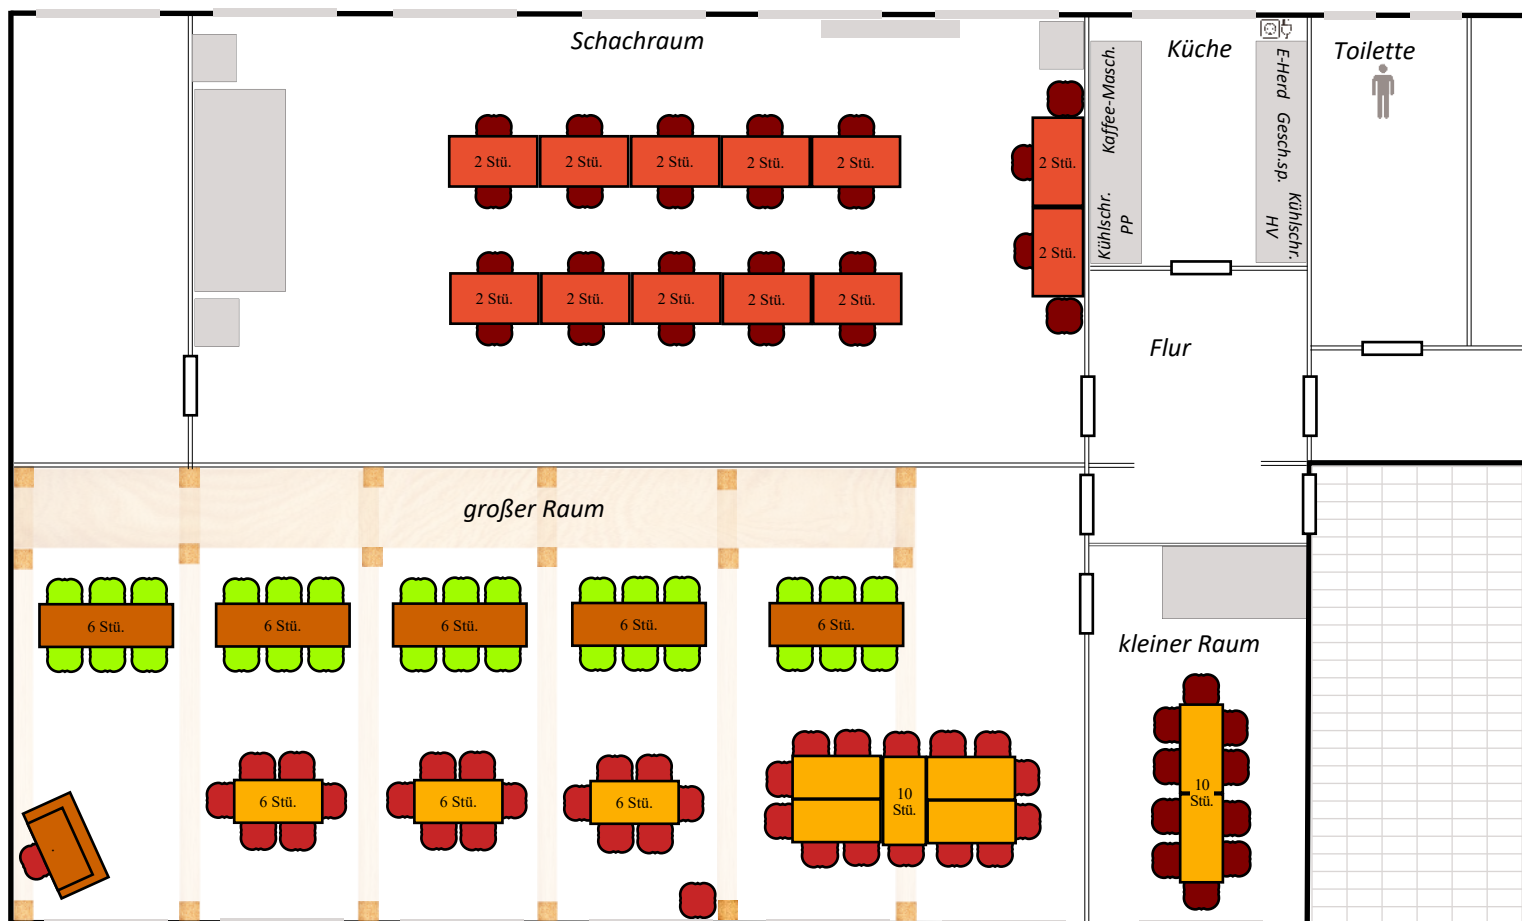 Schachraum
Küche
Toilette
Kaffee-Masch.
Kühlschr.
PP
E-Herd Gesch.sp.
Kühlschr.
HV
2 Stü.
2 Stü.
2 Stü.
2 Stü.
2 Stü.
2 Stü.
2 Stü.
2 Stü.
2 Stü.
2 Stü.
2 Stü.
2 Stü.
Flur
großer Raum
6 Stü.
6 Stü.
6 Stü.
6 Stü.
6 Stü.
kleiner Raum
6 Stü.
6 Stü.
6 Stü.
10
Stü.
10
Stü.